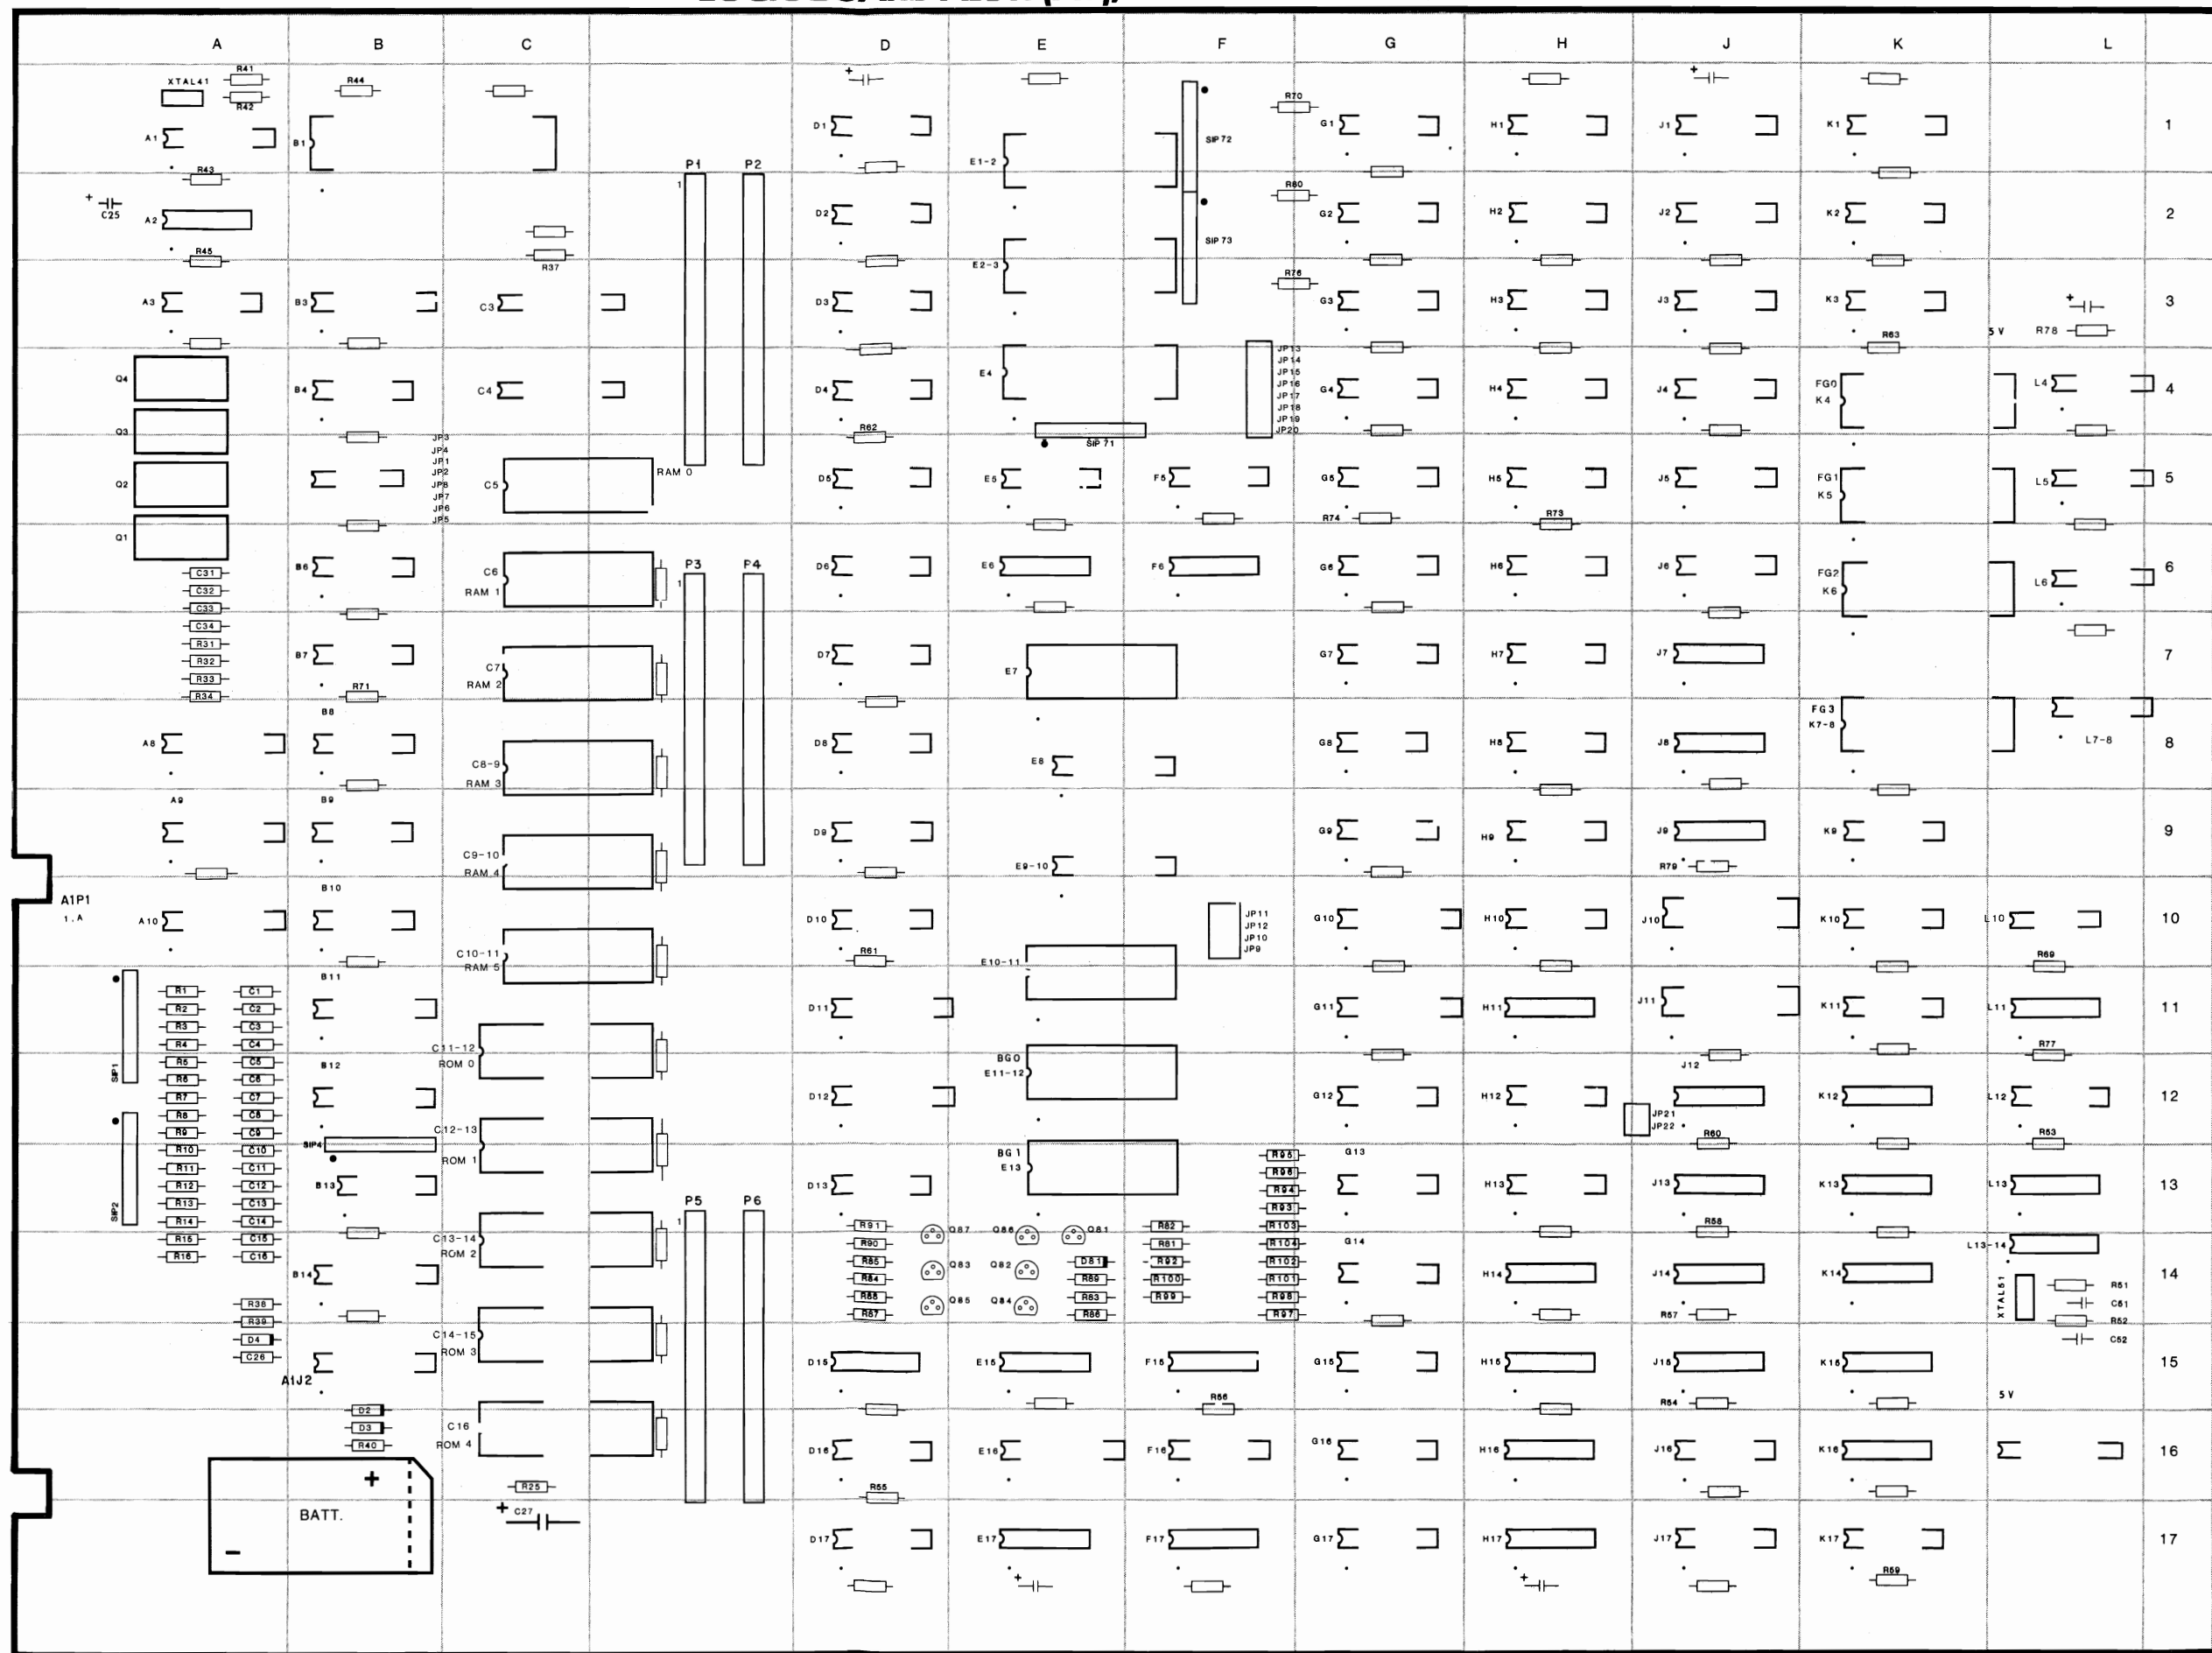 A B C D E F G H J K L
XTAL41 R41 R44
R42 R70
A1 B1 D1 E1-2 SIP 72 G1 H1 J1 K1 1
R43 P1 P2
1
R80
+ C25 A2 D2 SIP 73 G2 H2 J2 K2 2
R45 R37 E2-3 R76
A3 B3 C3 D3 G3 H3 J3 K3 3
5 V R78
R63
JP13
JP14
JP15
JP16
JP17
JP18
JP19
JP20
Q4 B4 C4 D4 E4 G4 H4 J4 FG0 K4 L4 4
Q3 R62 SIP 71
JP3
JP4
JP1
JP2
JP8
JP7
JP6
JP5
RAM 0
Q2 C5 D5 E5 F5 G5 H5 J5 FG1 K5 L5 5
R74 R73
Q1
B6 C6 RAM 1 P3 P4 D6 E6 F6 G6 H6 J6 FG2 K6 L6 6
1
C31
C32
C33
C34
R31
R32
R33
R34
B7 C7 RAM 2 D7 E7 G7 H7 J7 7
R71
B8
A8 C8-9 RAM 3 D8 E8 G8 H8 J8 FG3 K7-8 L7-8 8
A9 B9
C9-10 RAM 4 D9 E9-10 G9 H9 J9 K9 9
R79
B10
A1P1
1.A
A10 C10-11 RAM 5 D10 G10 H10 J10 K10 L10 10
JP11
JP12
JP10
JP9
R61 E10-11 R69
B11
SIP1
R1 C1
R2 C2
R3 C3
R4 C4
R5 C5
R6 C6
R7 C7
R8 C8
R9 C9
R10 C10
R11 C11
R12 C12
R13 C13
R14 C14
R15 C15
R16 C16
SIP2
C11-12 ROM 0 D11 G11 H11 J11 K11 L11 11
B12 BG0 E11-12 J12 R77
D12 G12 H12 K12 L12 12
JP21
JP22
SIP4 C12-13 ROM 1 R60 R53
B13 D13 BG1 E13 G13 H13 J13 K13 L13 13
R95
R96
R94
R93
R103
R104
R102
R101
R98
R97
P5 P6
1
R91 Q87 Q86 Q81 R82 R58
R90 R81 G14
R85 Q83 Q82 D81 R92
R84 R89 R100
R88 Q85 Q84 R83 R99
R87 R86
B14 C13-14 ROM 2 H14 J14 K14 L13-14 14
XTAL51 R51
C51
R52
C52
R57
R38
R39
D4
C26
C14-15 ROM 3
A1J2 D15 E15 F15 G15 H15 J15 K15 15
R56 R54 5 V
D2
D3
R40
C16 ROM 4 D16 E16 F16 G16 H16 J16 K16 16
R25 R55
+
BATT.
-
+ C27
D17 E17 F17 G17 H17 J17 K17 17
+ + R59